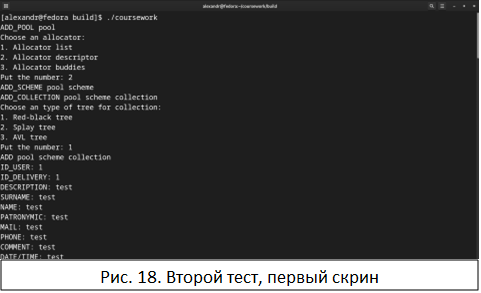 alexandr@fedora:~/coursework/build
[alexandr@fedora build]$ ./coursework
ADD_POOL pool
Choose an allocator:
1. Allocator list
2. Allocator descriptor
3. Allocator buddies
Put the number: 2
ADD_SCHEME pool scheme
ADD_COLLECTION pool scheme collection
Choose an type of tree for collection:
1. Red-black tree
2. Splay tree
3. AVL tree
Put the number: 1
ADD pool scheme collection
ID_USER: 1
ID_DELIVERY: 1
DESCRIPTION: test
SURNAME: test
NAME: test
PATRONYMIC: test
MAIL: test
PHONE: test
COMMENT: test
DATE/TIME: test
Рис. 18. Второй тест, первый скрин